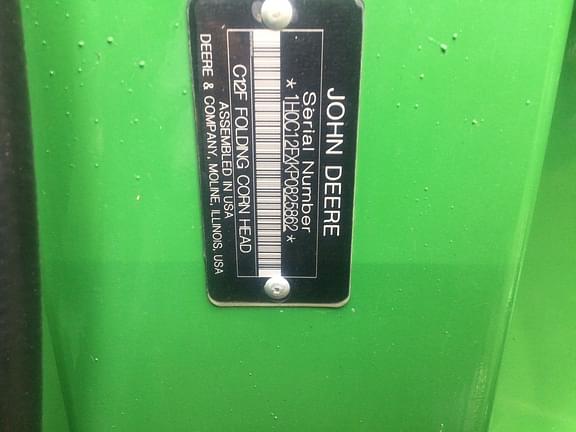 JOHN DEERE
Serial Number
* 1H0C12FXKP0825862 *
C12F FOLDING CORN HEAD
ASSEMBLED IN USA
DEERE & COMPANY, MOLINE, ILLINOIS, USA